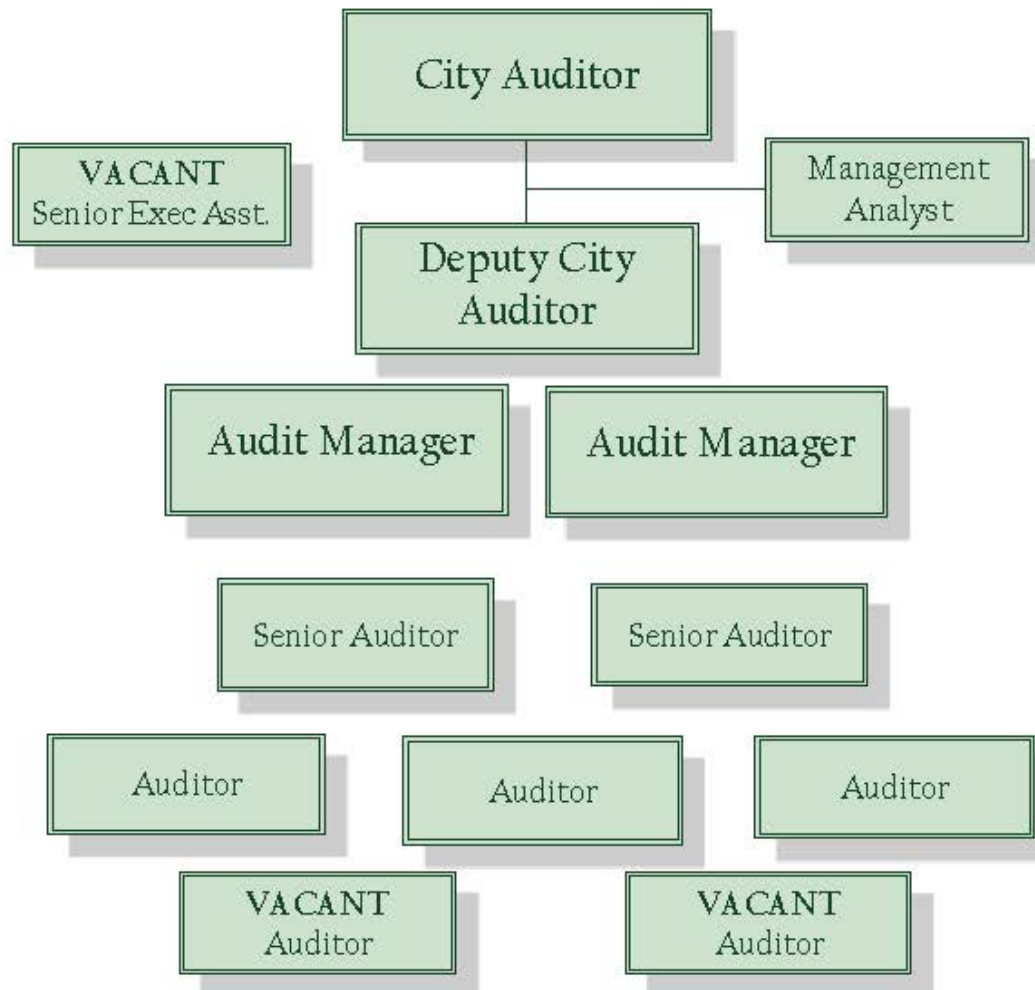 City Auditor
VACANT
Senior Exec Asst.
Management
Analyst
Deputy City
Auditor
Audit Manager
Audit Manager
Senior Auditor
Senior Auditor
Auditor
Auditor
Auditor
VACANT
Auditor
VACANT
Auditor